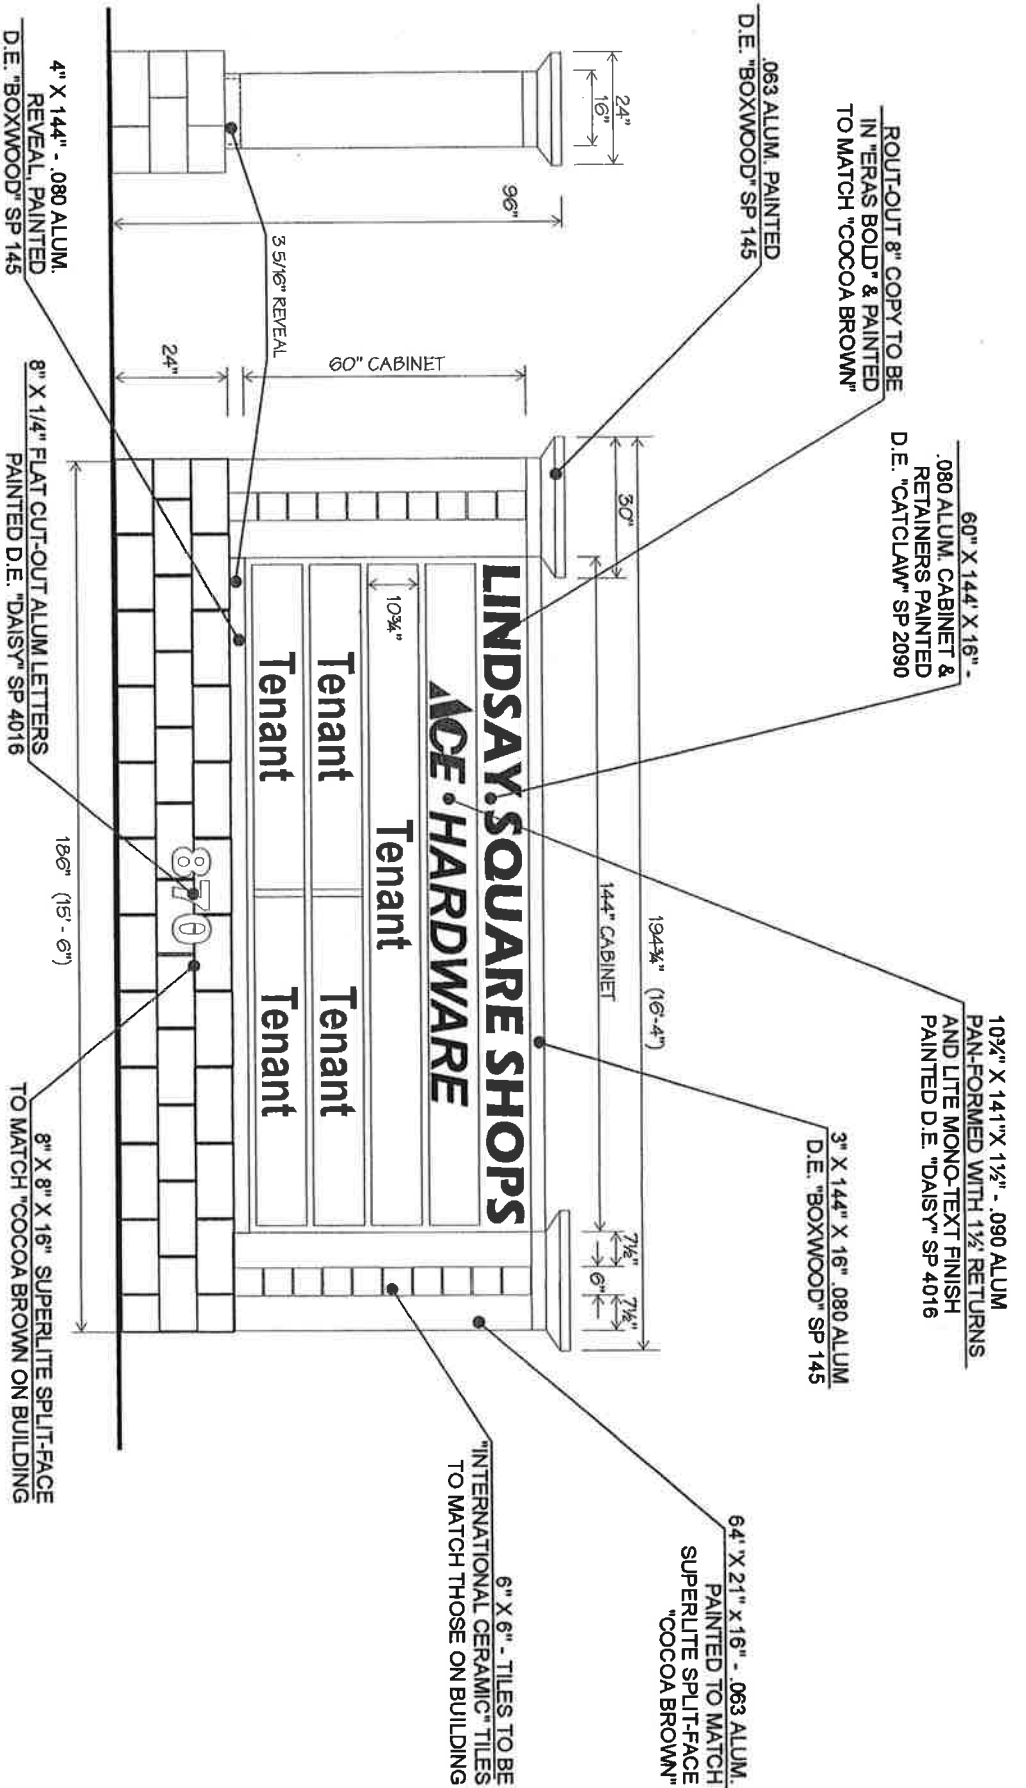 60" X 144' X 16" -
.080 ALUM. CABINET &
RETAINERS PAINTED
D.E. "CATCLAW" SP 2090
10¾" X 141"X 1½" - .090 ALUM
PAN-FORMED WITH 1½' RETURNS
AND LITE MONO-TEXT FINISH
PAINTED D.E. "DAISY" SP 4016
ROUT-OUT 8" COPY TO BE
IN "ERAS BOLD" & PAINTED
TO MATCH "COCOA BROWN"
3" X 144" X 16" .080 ALUM
D.E. "BOXWOOD" SP 145
.063 ALUM. PAINTED
D.E. "BOXWOOD" SP 145
64' 'X 21" x 16" - .063 ALUM.
PAINTED TO MATCH
SUPERLITE SPLIT-FACE
"COCOA BROWN"
24"
16"
96"
194¾" (16'-4")
30"
144" CABINET
7½"
6"
7½"
LINDSAY SQUARE SHOPS
ACE HARDWARE
10¾"
Tenant
Tenant
Tenant
Tenant
Tenant
60" CABINET
3 5/16" REVEAL
24"
870
186" (15' - 6")
6" X 6" - TILES TO BE
"INTERNATIONAL CERAMIC" TILES
TO MATCH THOSE ON BUILDING
4" X 144" - .080 ALUM.
REVEAL, PAINTED
D.E. "BOXWOOD" SP 145
8" X 1/4" FLAT CUT-OUT ALUM LETTERS
PAINTED D.E. "DAISY" SP 4016
8" X 8" X 16" SUPERLITE SPLIT-FACE
TO MATCH "COCOA BROWN ON BUILDING